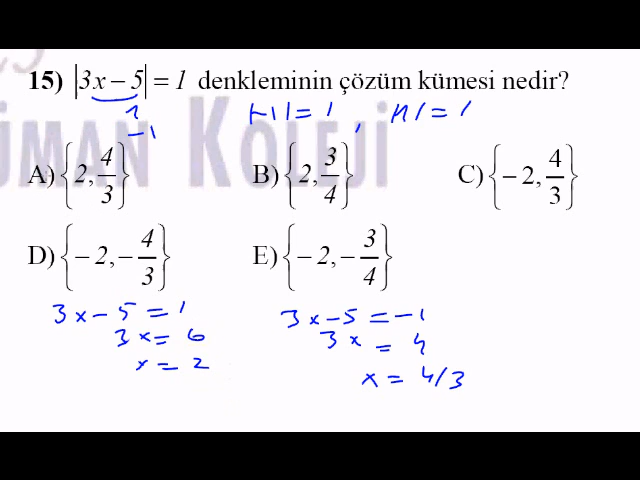 15) |3x – 5| = 1 denkleminin çözüm kümesi nedir?
1
–1
|–1| = 1 , |1| = 1
MAN KOLEJİ
A) {2, 4/3} B) {2, 3/4} C) {–2, 4/3}
D) {–2, –4/3} E) {–2, –3/4}
3x – 5 = 1 3x – 5 = –1
3x = 6 3x = 4
x = 2 x = 4/3